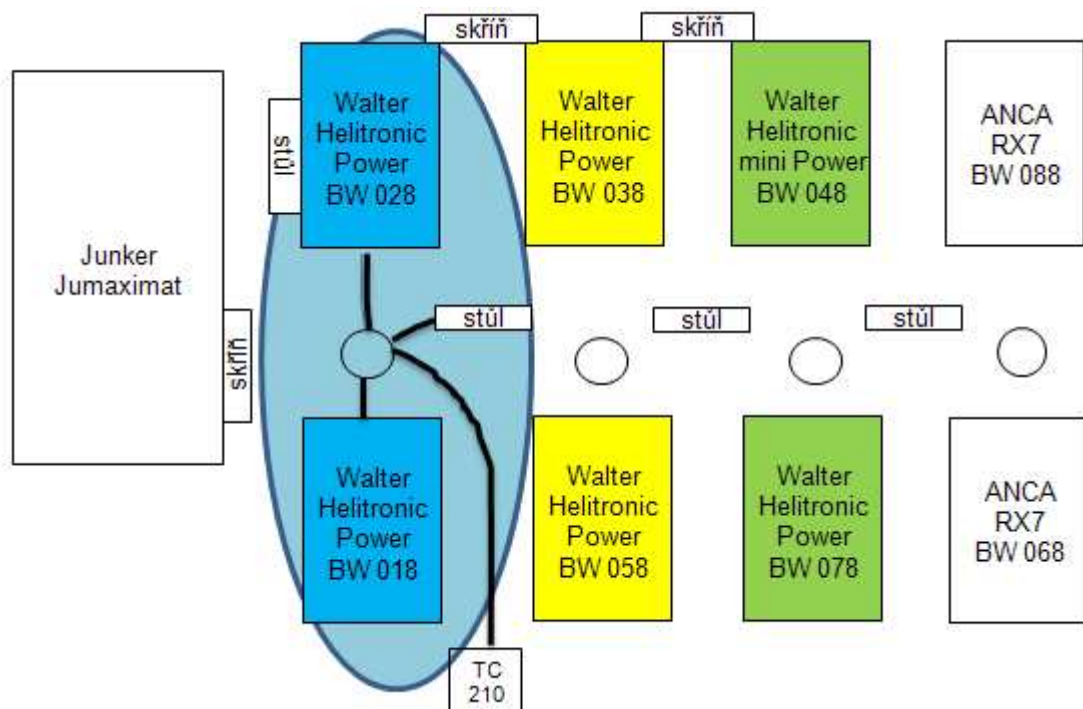 skříň
skříň
Walter
Helitronic
Power
BW 028
Walter
Helitronic
Power
BW 038
Walter
Helitronic
mini Power
BW 048
ANCA
RX7
BW 088
stůl
Junker
Jumaximat
skříň
stůl
stůl
stůl
Walter
Helitronic
Power
BW 018
Walter
Helitronic
Power
BW 058
Walter
Helitronic
Power
BW 078
ANCA
RX7
BW 068
TC
210